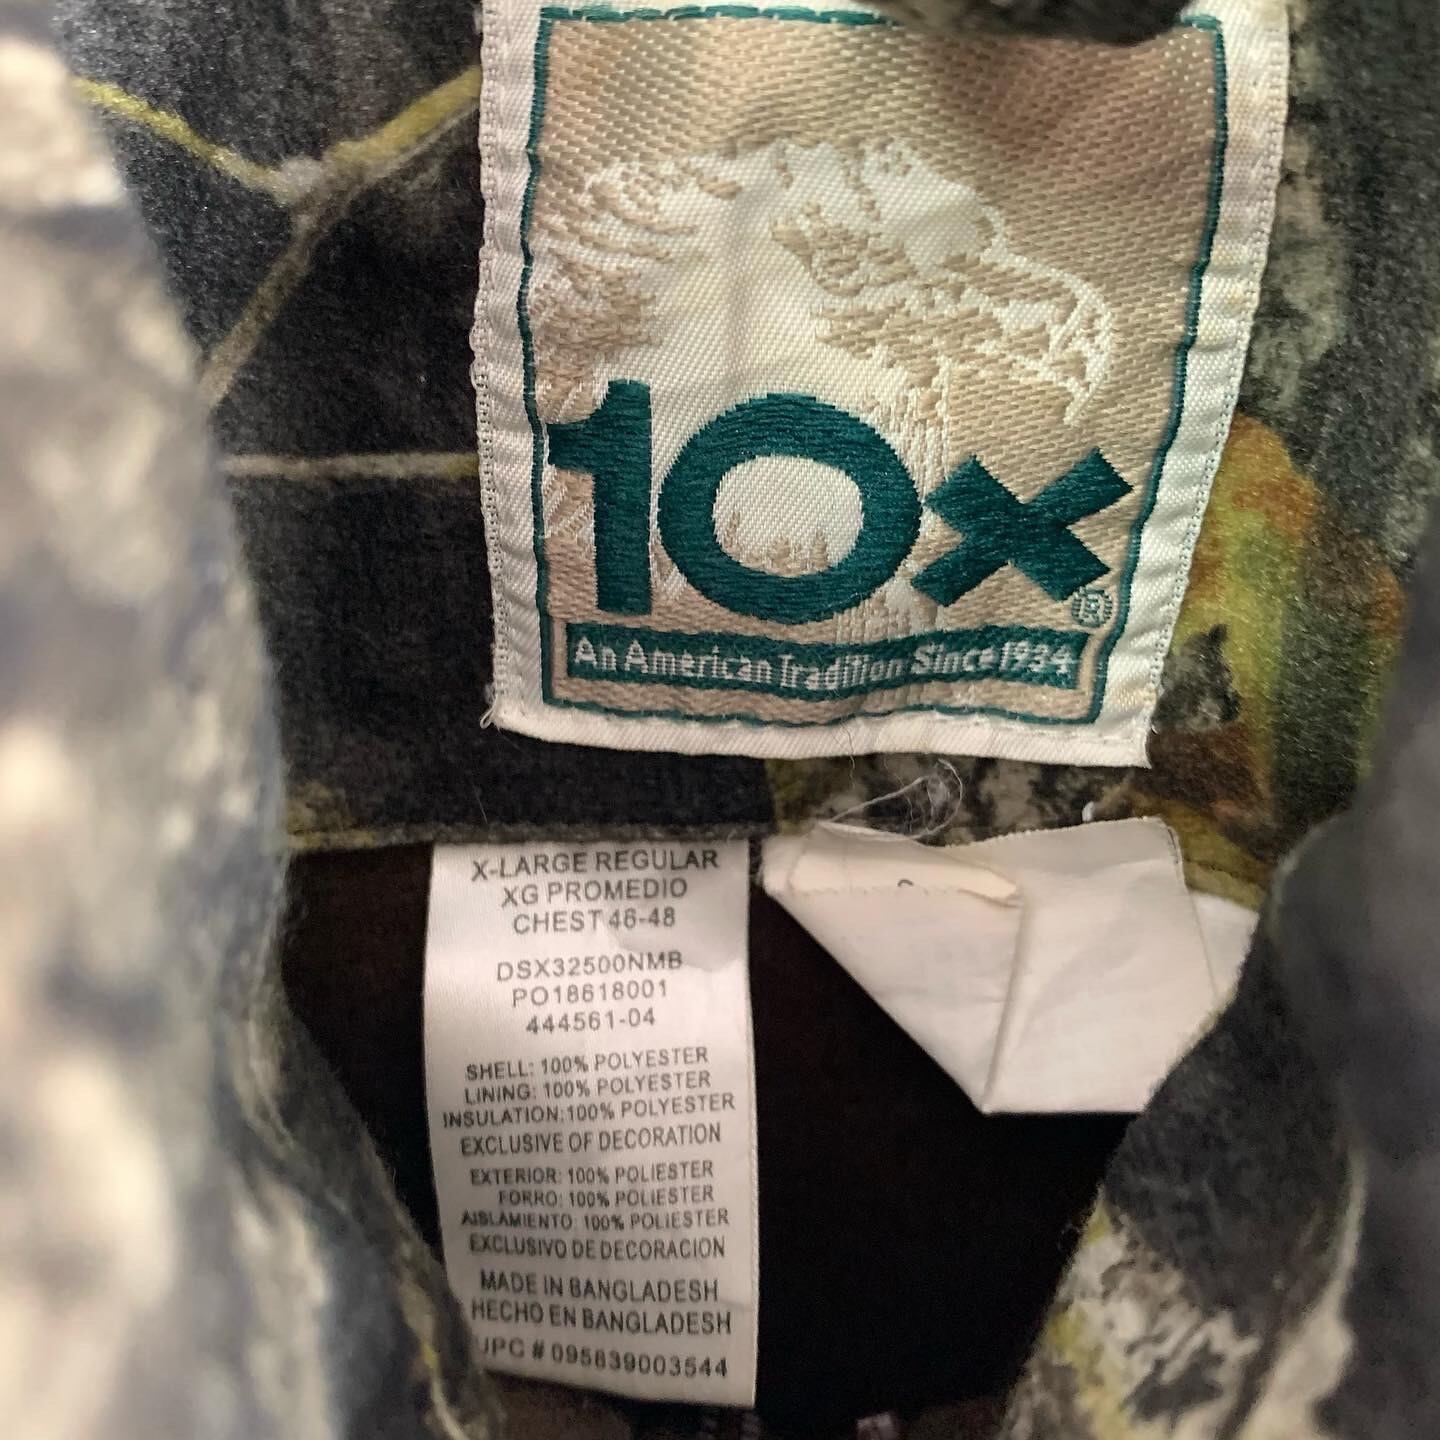 10x®
An American Tradition Since 1934
X-LARGE REGULAR
XG PROMEDIO
CHEST 46-48
DSX32500NMB
PO18618001
444561-04
SHELL: 100% POLYESTER
LINING: 100% POLYESTER
INSULATION:100% POLYESTER
EXCLUSIVE OF DECORATION
EXTERIOR: 100% POLIESTER
FORRO: 100% POLIESTER
AISLAMIENTO: 100% POLIESTER
EXCLUSIVO DE DECORACION
MADE IN BANGLADESH
HECHO EN BANGLADESH
UPC # 095839003544